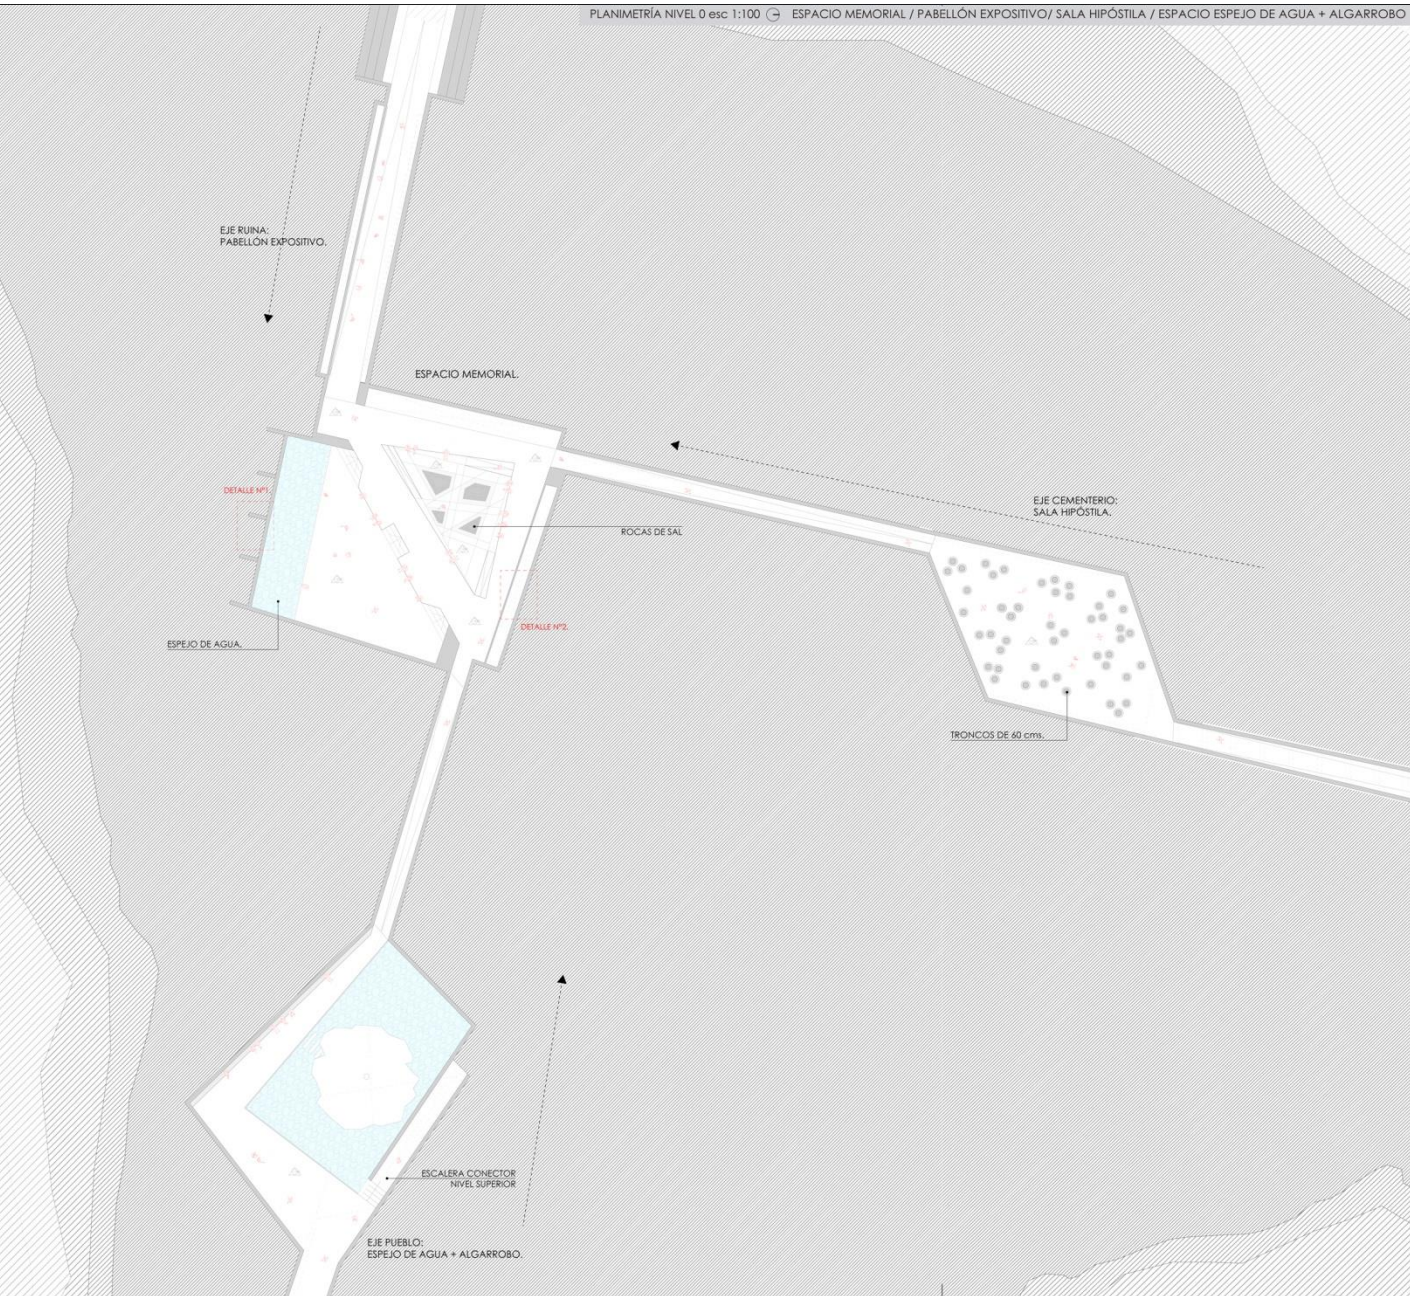 PLANIMETRÍA NIVEL 0 esc 1:100 ESPACIO MEMORIAL / PABELLÓN EXPOSITIVO/ SALA HIPÓSTILA / ESPACIO ESPEJO DE AGUA + ALGARROBO
EJE RUINA:
PABELLÓN EXPOSITIVO.
ESPACIO MEMORIAL.
DETALLE Nº1.
EJE CEMENTERIO:
SALA HIPÓSTILA.
ROCAS DE SAL
DETALLE Nº2.
ESPEJO DE AGUA.
TRONCOS DE 60 cms.
ESCALERA CONECTOR
NIVEL SUPERIOR
EJE PUEBLO:
ESPEJO DE AGUA + ALGARROBO.